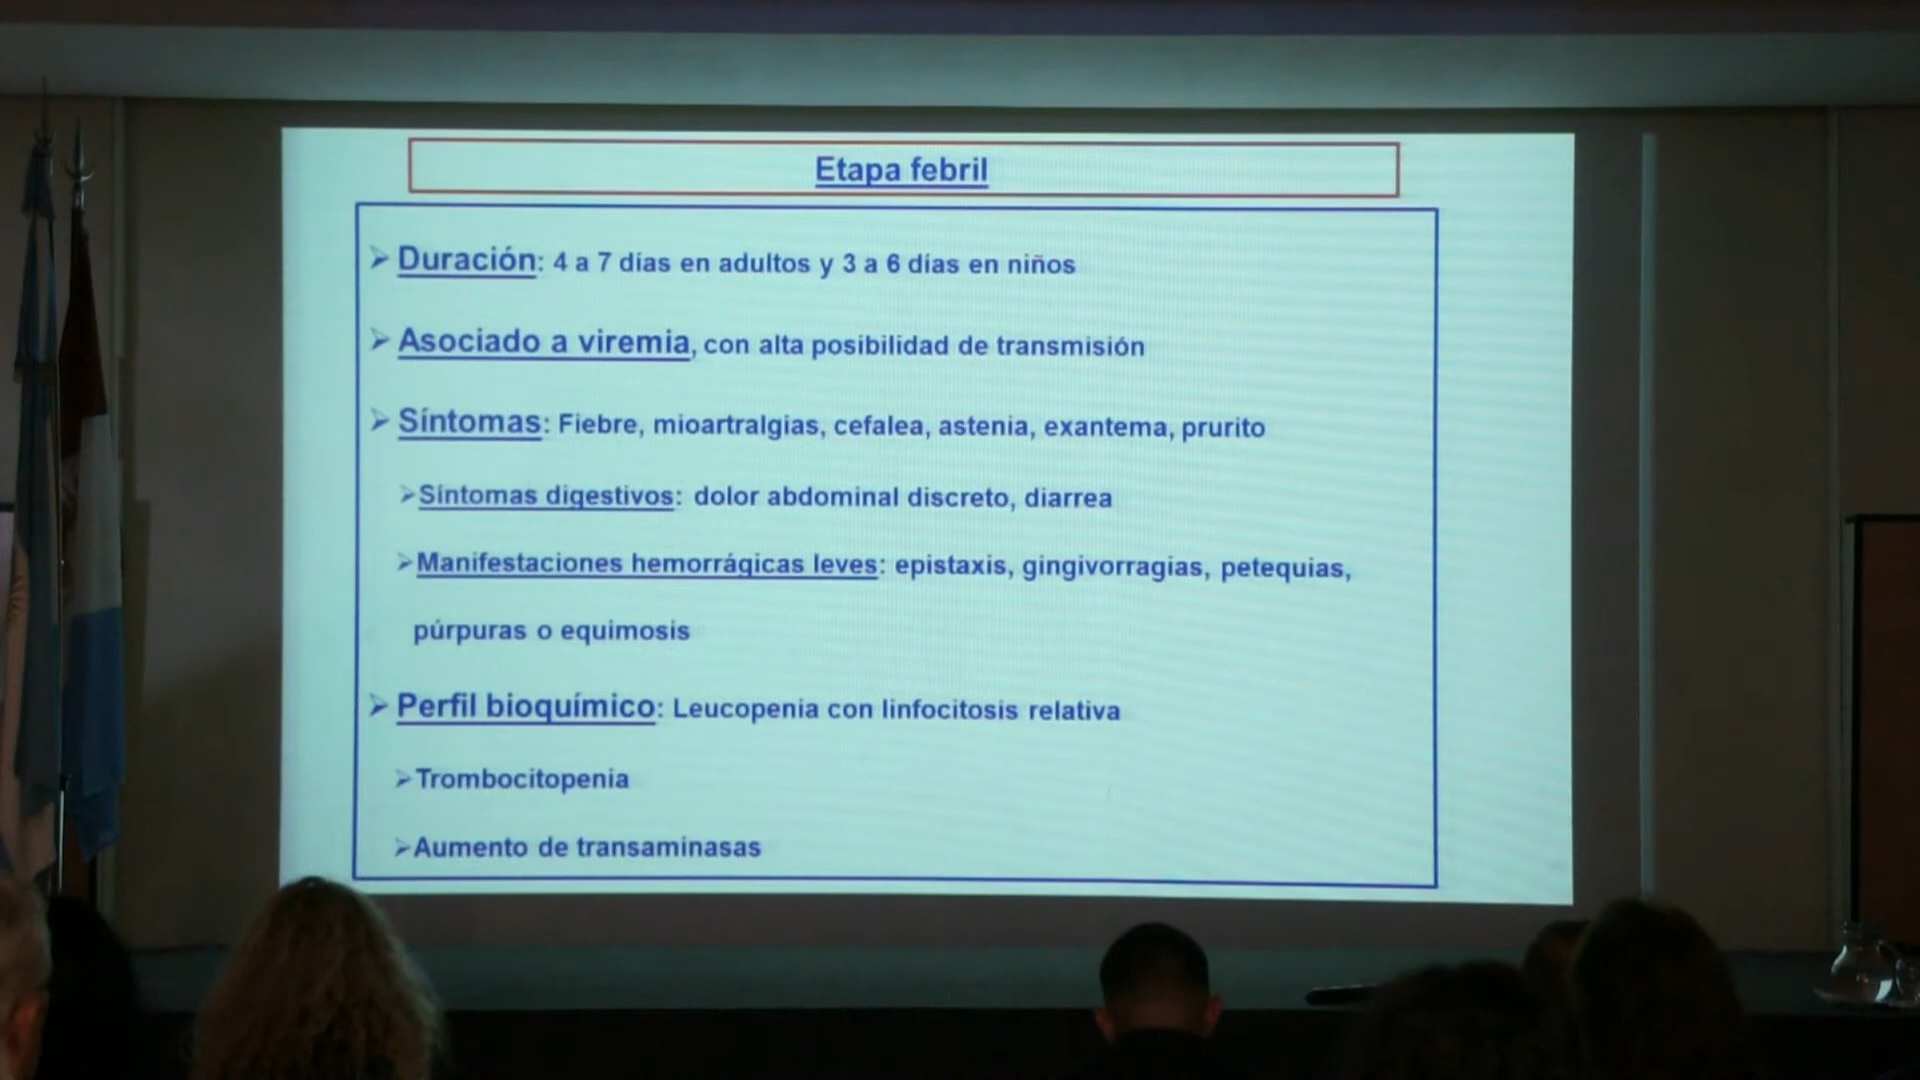 Etapa febril
➢ Duración: 4 a 7 días en adultos y 3 a 6 días en niños
➢ Asociado a viremia, con alta posibilidad de transmisión
➢ Síntomas: Fiebre, mioartralgias, cefalea, astenia, exantema, prurito
➢Síntomas digestivos: dolor abdominal discreto, diarrea
➢Manifestaciones hemorrágicas leves: epistaxis, gingivorragias, petequias,
púrpuras o equimosis
➢ Perfil bioquímico: Leucopenia con linfocitosis relativa
➢Trombocitopenia
➢Aumento de transaminasas